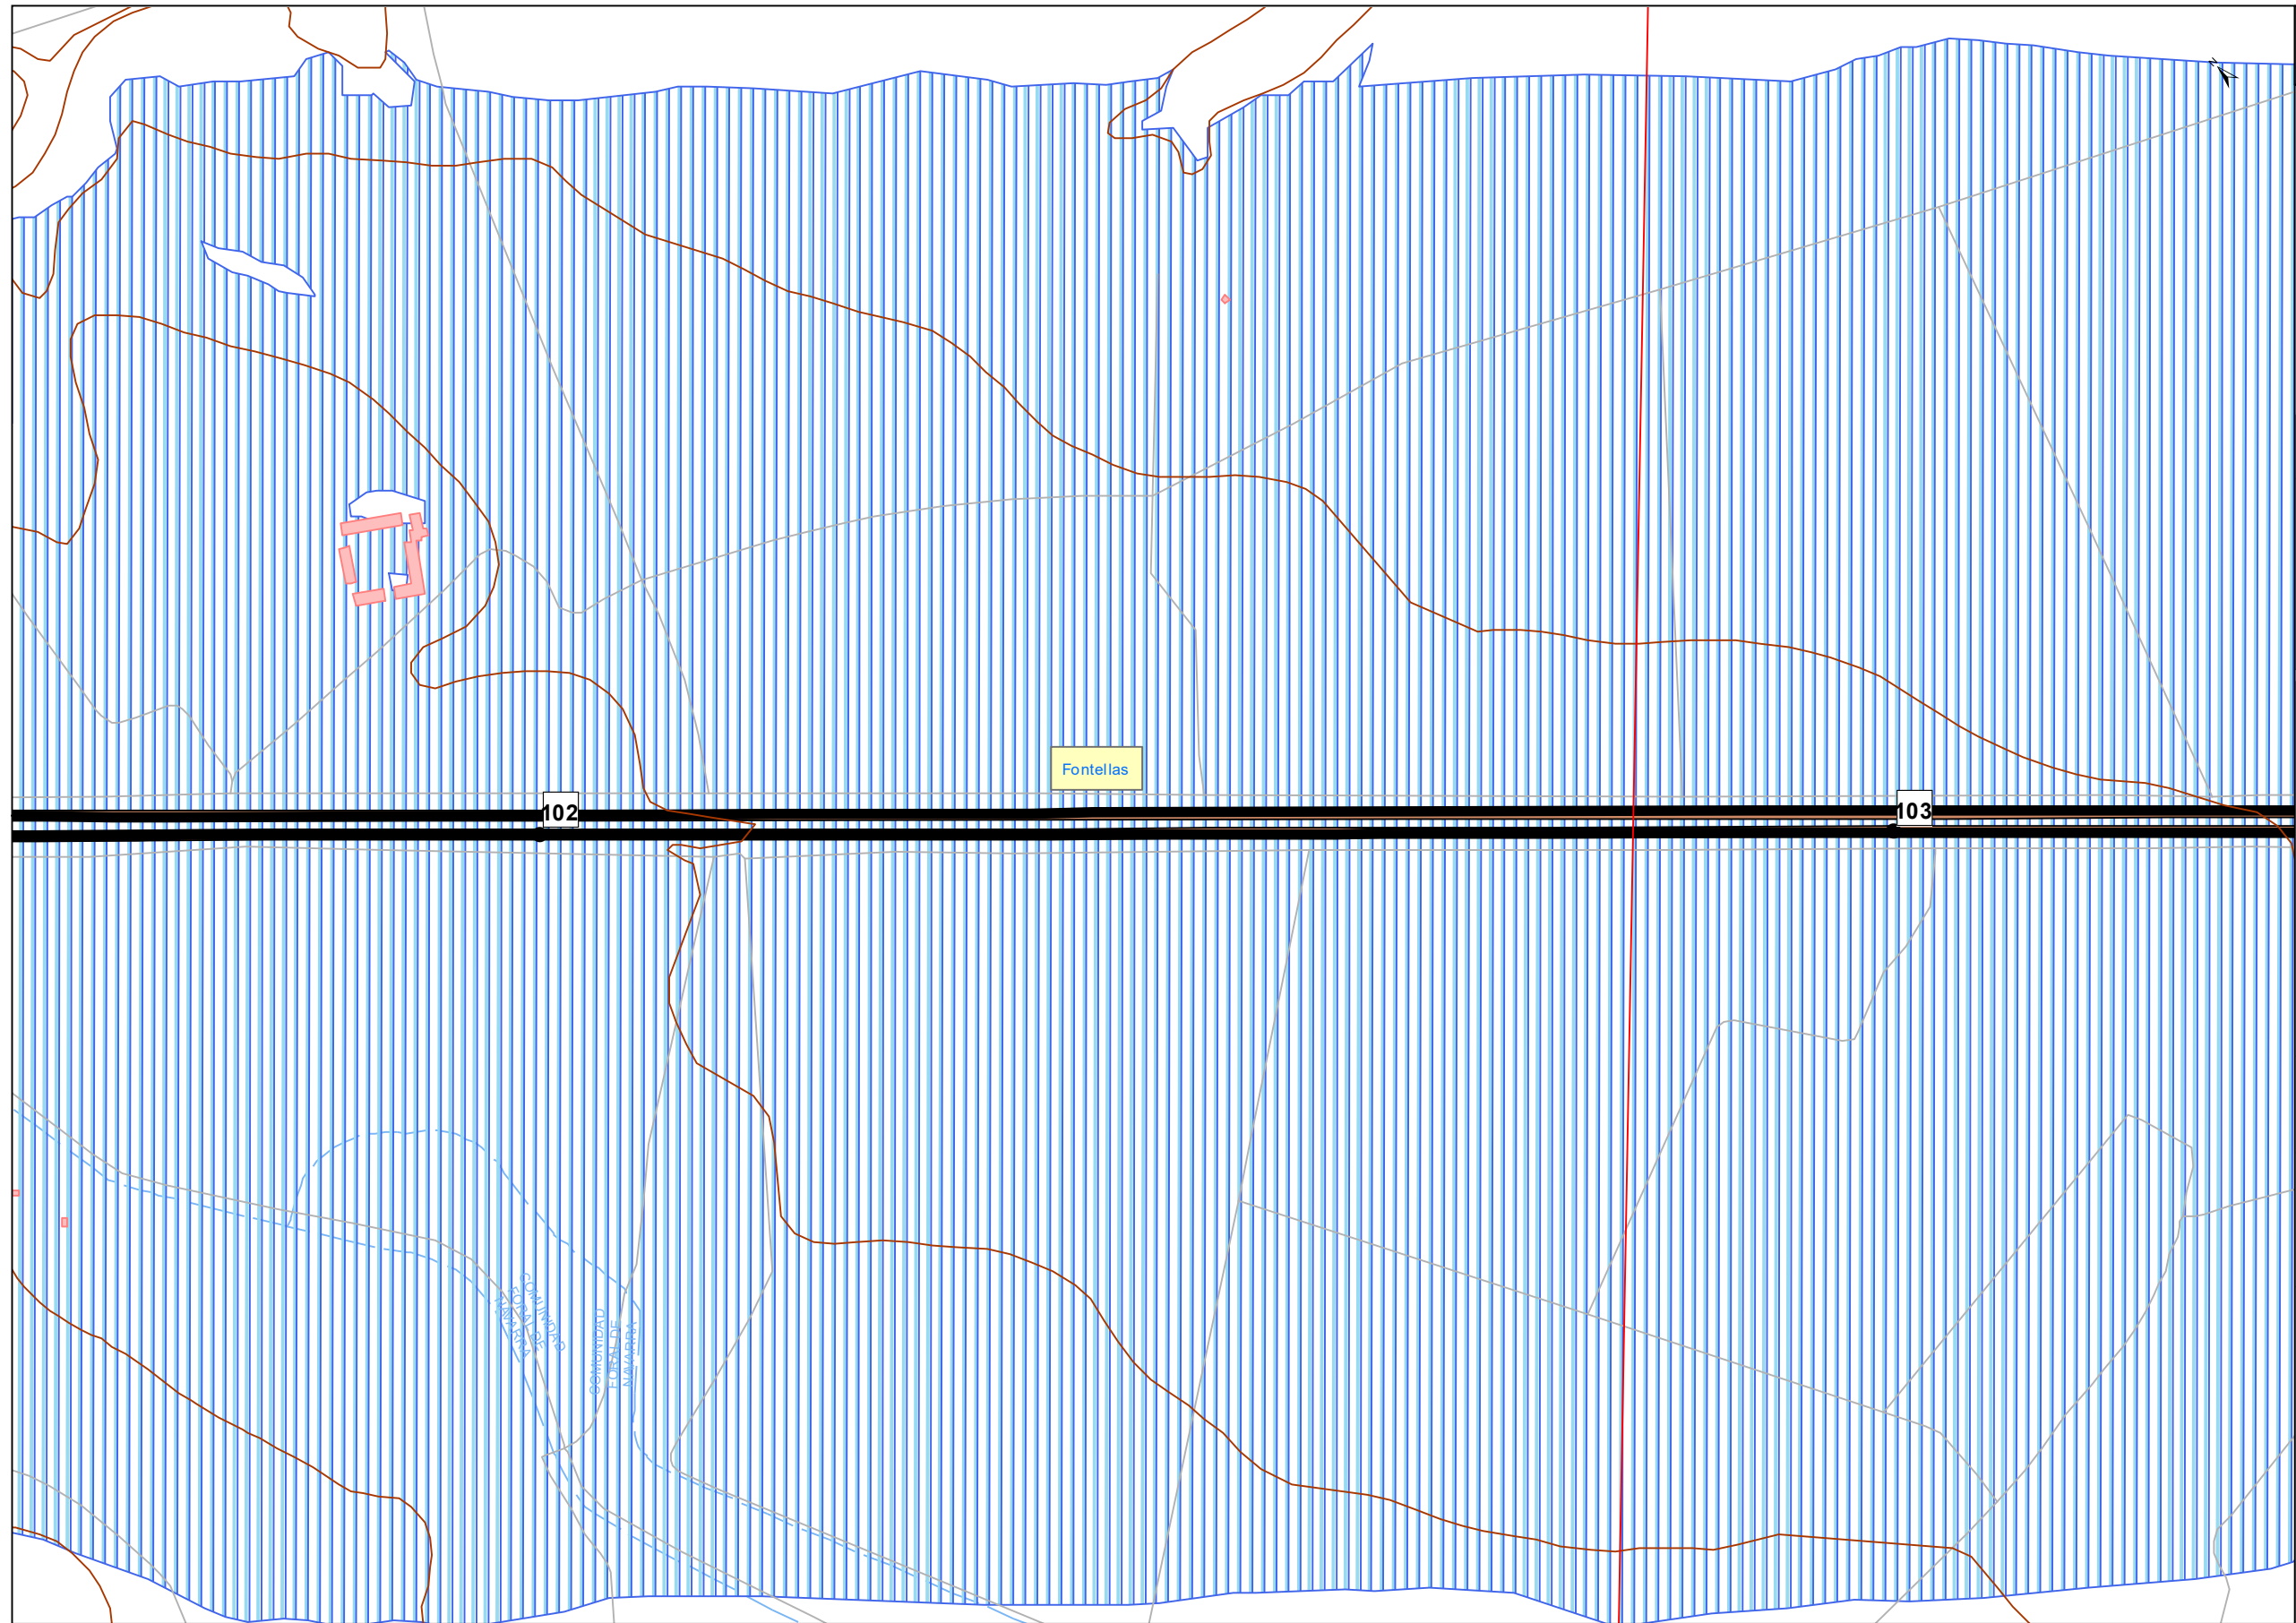 N
Fontellas
102
103
COMUNIDAD
FORAL DE
NAVARRA
COMUNIDAD
FORAL DE
NAVARRA